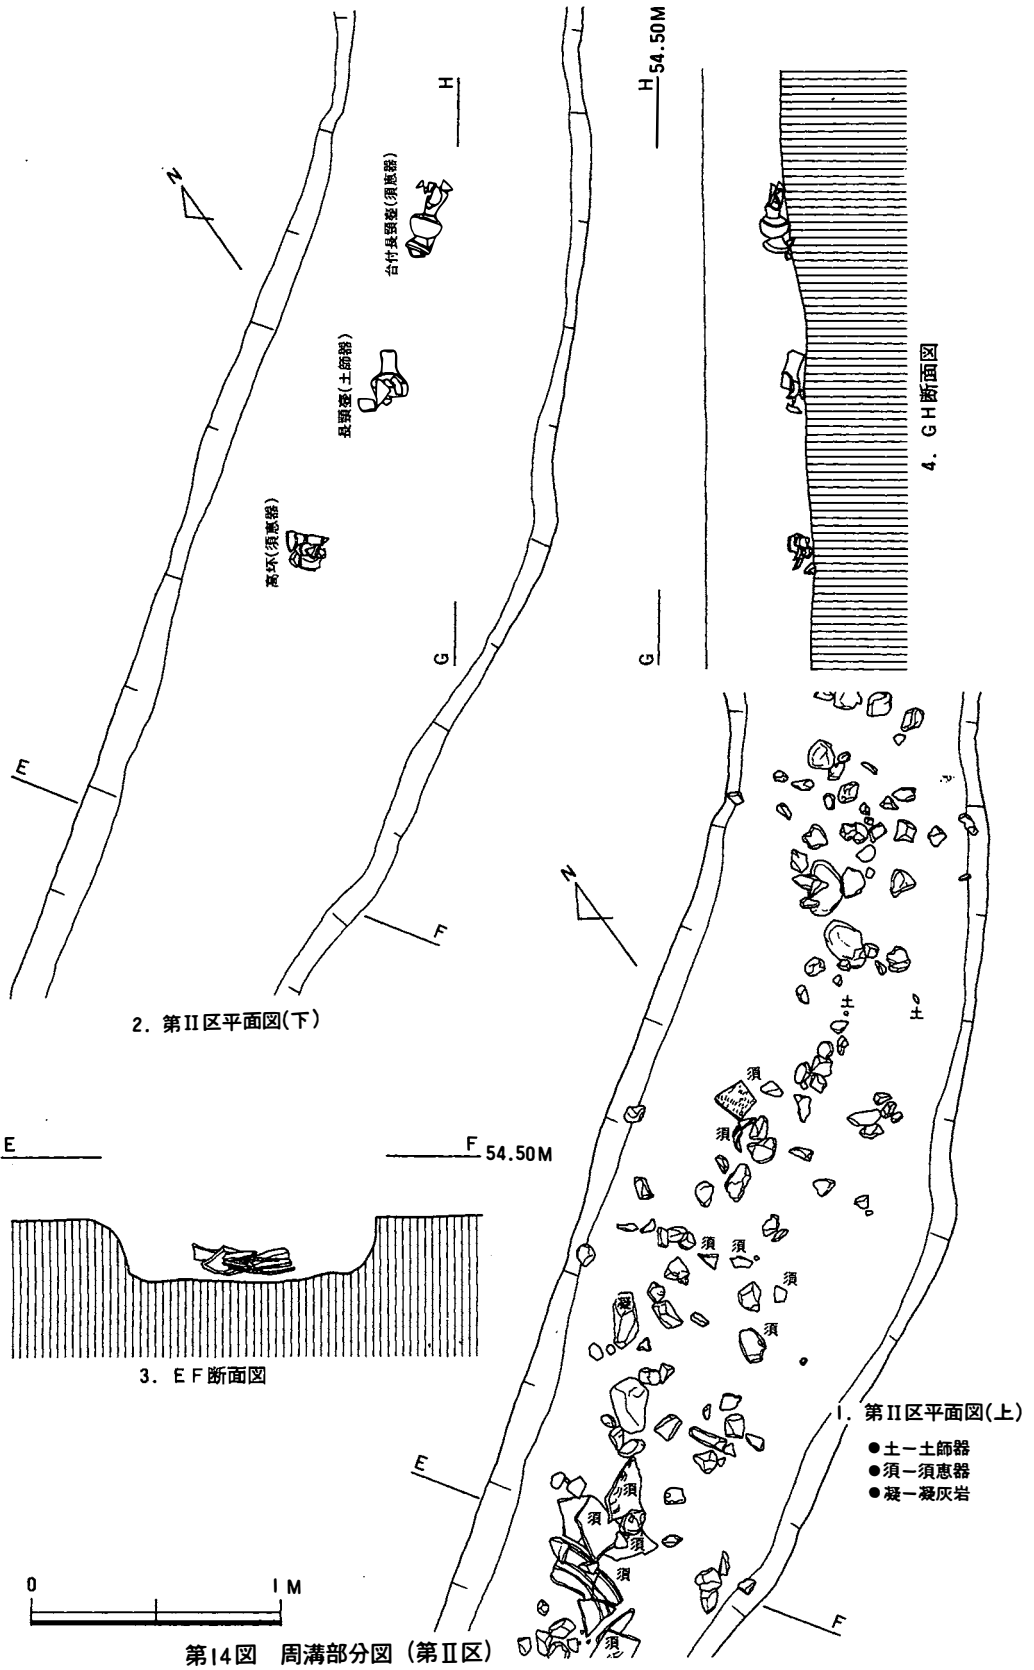 H
H 54.50M
N
台付長頸壺(須恵器)
長頸壺(土師器)
高坏(須恵器)
G
G
4. GH断面図
E
F
2. 第II区平面図(下)
N
土
土
須
須
E
F 54.50M
須
須
須
凝
須
3. EF断面図
1. 第II区平面図(上)
●土-土師器
●須-須恵器
●凝-凝灰岩
E
須
須
須
須
須
F
0 1M
第14図 周溝部分図 (第II区)